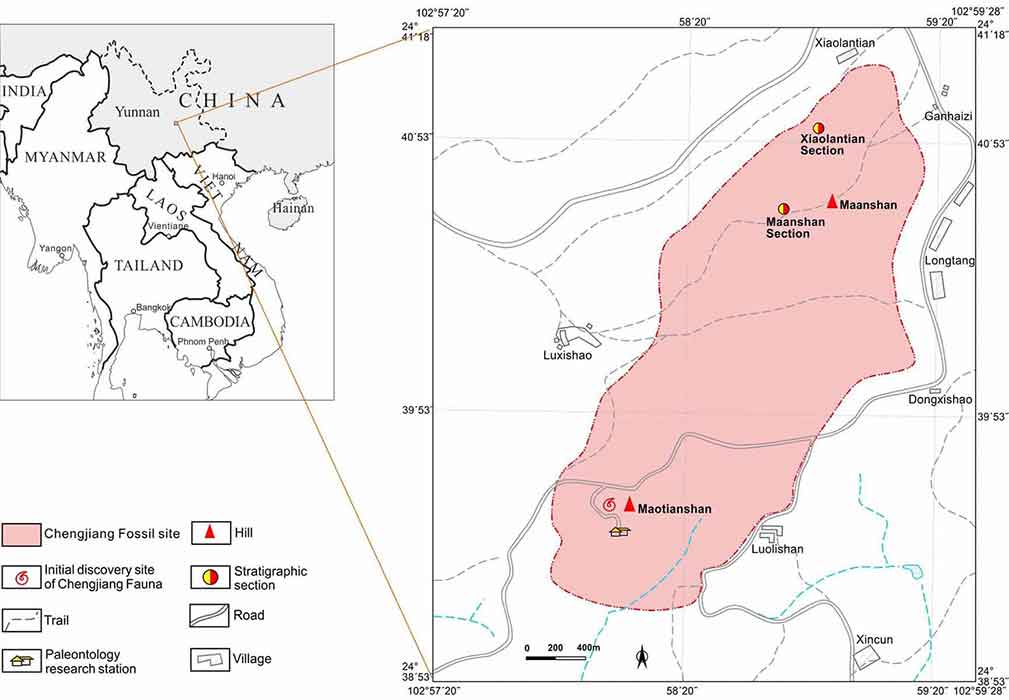 INDIA
Yunnan
CHINA
MYANMAR
Hanoi
LAOS
VIET NAM
Hainan
Vientiane
Yangon
TAILAND
Bangkok
CAMBODIA
Phnom Penh
102°57´20˝
58´20˝
59´20˝
102°59´28˝
24°
41´18˝
24°
41´18˝
Xiaolantian
Ganhaizi
40´53˝
40´53˝
Xiaolantian
Section
Maanshan
Maanshan
Section
Longtang
Luxishao
Dongxishao
39´53˝
39´53˝
Maotianshan
Luolishan
Xincun
0 200 400m
24°
38´53˝
24°
38´53˝
102°57´20˝
58´20˝
59´20˝
102°59´28˝
Chengjiang Fossil site
Hill
Initial discovery site
of Chengjiang Fauna
Stratigraphic
section
Trail
Road
Paleontology
research station
Village